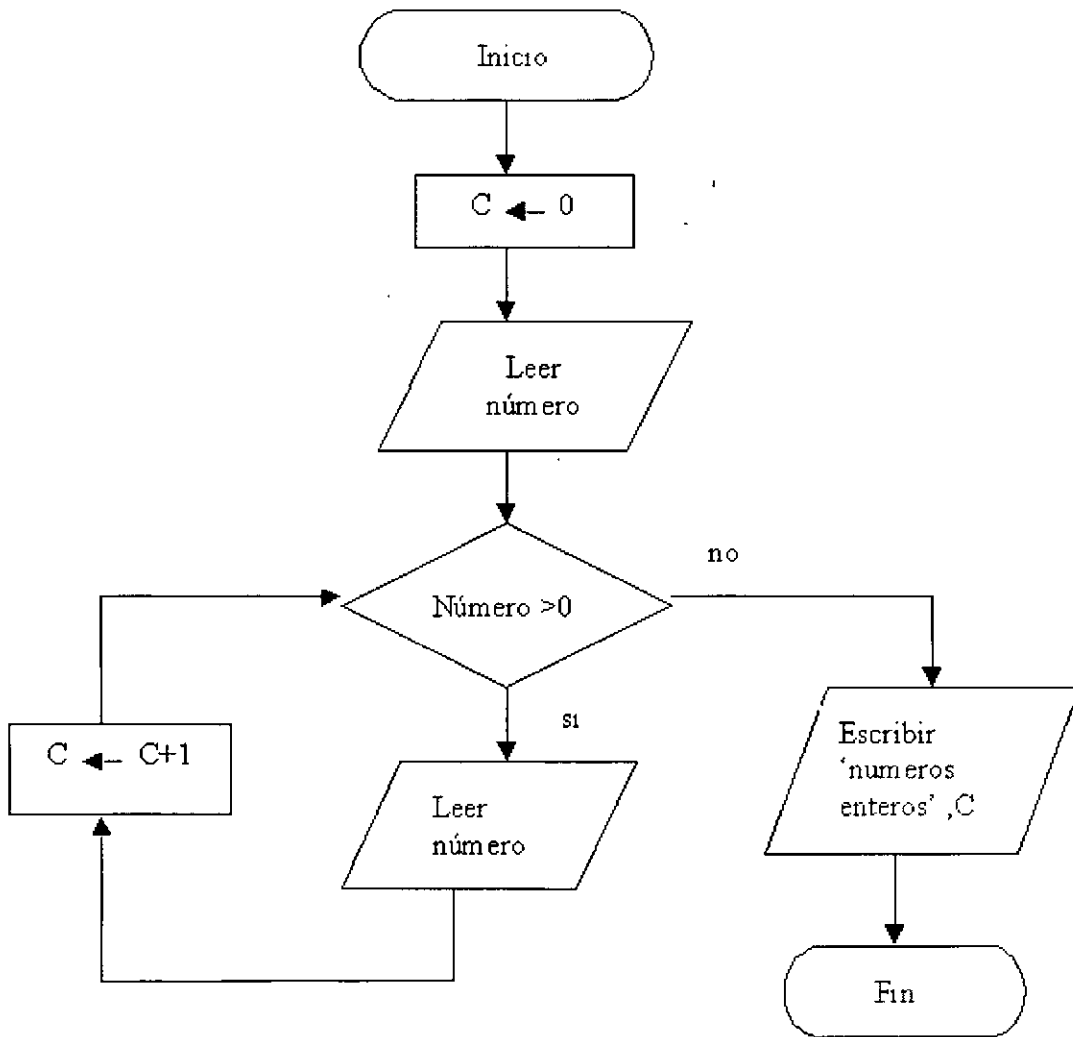 Inicio
C ← 0
Leer
número
Número >0
no
si
C ← C+1
Leer
número
Escribir
‘numeros
enteros’ ,C
Fin